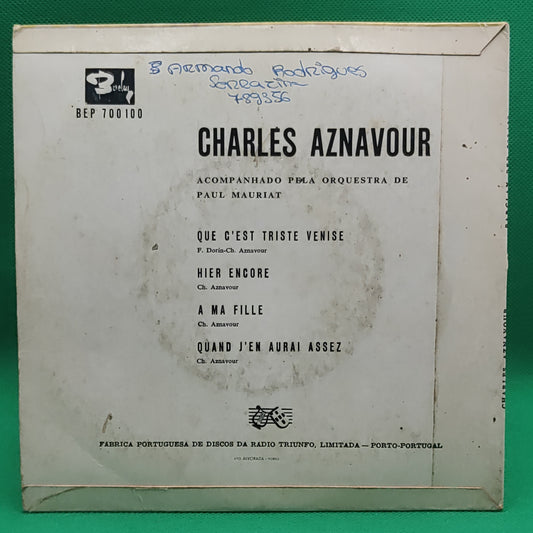 Armando Rodrigues
789356
Barclay
BEP 700100
CHARLES AZNAVOUR
ACOMPANHADO PELA ORQUESTRA DE
PAUL MAURIAT
QUE C'EST TRISTE VENISE
F. Dorin-Ch. Aznavour
HIER ENCORE
Ch. Aznavour
A MA FILLE
Ch. Aznavour
QUAND J'EN AURAI ASSEZ
Ch. Aznavour
FÁBRICA PORTUGUESA DE DISCOS DA RADIO TRIUNFO, LIMITADA — PORTO-PORTUGAL
CHARLES AZNAVOUR